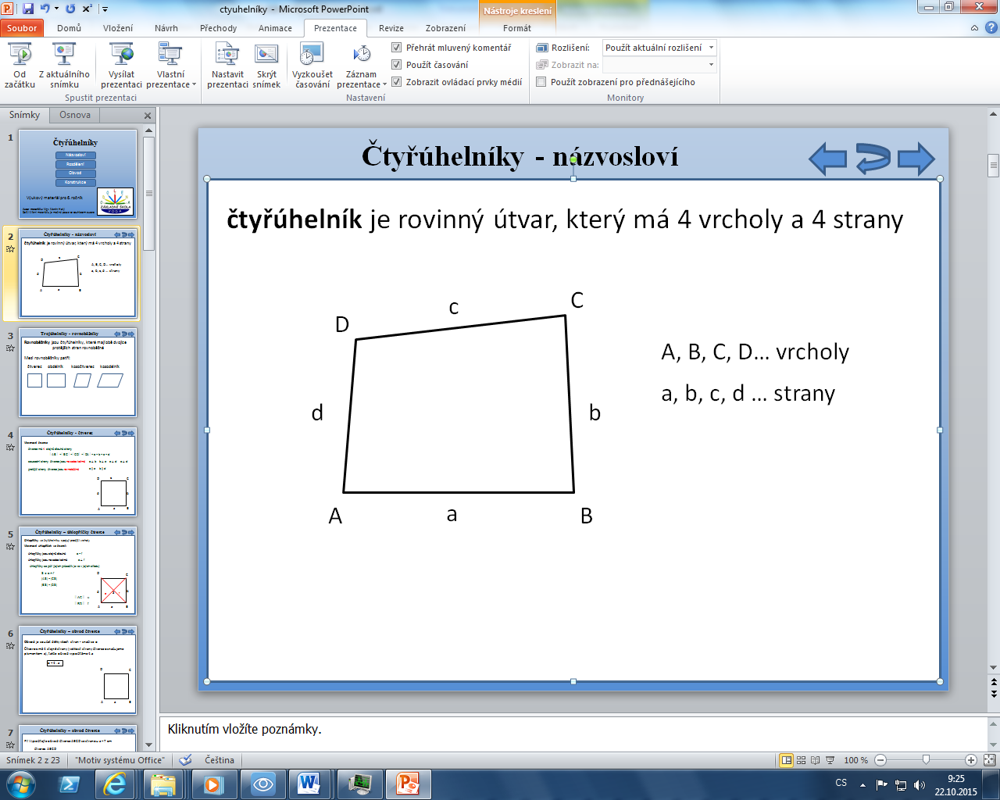 ctyuhelníky - Microsoft PowerPoint
Nástroje kreslení
Soubor Domů Vložení Návrh Přechody Animace Prezentace Revize Zobrazení Formát
Od začátku
Z aktuálního snímku
Vysílat prezentaci
Vlastní prezentace
Spustit prezentaci
Nastavit prezentaci
Skrýt snímek
Vyzkoušet časování
Záznam prezentace
Přehrát mluvený komentář
Použít časování
Zobrazit ovládací prvky médií
Nastavení
Rozlišení: Použít aktuální rozlišení
Zobrazit na:
Použít zobrazení pro přednášejícího
Monitory
Snímky Osnova
1
Čtyřúhelníky
Názvosloví
Rozdělení
Obvod
Konstrukce
Výukový materiál pro 6. ročník
2
Čtyřúhelníky - názvosloví
čtyřúhelník je rovinný útvar, který má 4 vrcholy a 4 strany
A, B, C, D... vrcholy
a, b, c, d ... strany
3
Trojúhelníky - rovnoběžníky
Rovnoběžníky jsou čtyřúhelníky, které mají obě dvojice
protějších stran rovnoběžné
Mezi rovnoběžníky patří:
čtverec obdélník kosočtverec kosodélník
4
Čtyřúhelníky - čtverec
5
Čtyřúhelníky – úhlopříčky čtverce
6
Čtyřúhelníky – obvod čtverce
7
Čtyřúhelníky – obvod čtverce
Čtyřúhelníky - názvosloví
čtyřúhelník je rovinný útvar, který má 4 vrcholy a 4 strany
D c C
A, B, C, D... vrcholy
a, b, c, d ... strany
d b
A a B
Kliknutím vložíte poznámky.
Snímek 2 z 23 "Motiv systému Office" Čeština 100 %
CS 9:25
22.10.2015